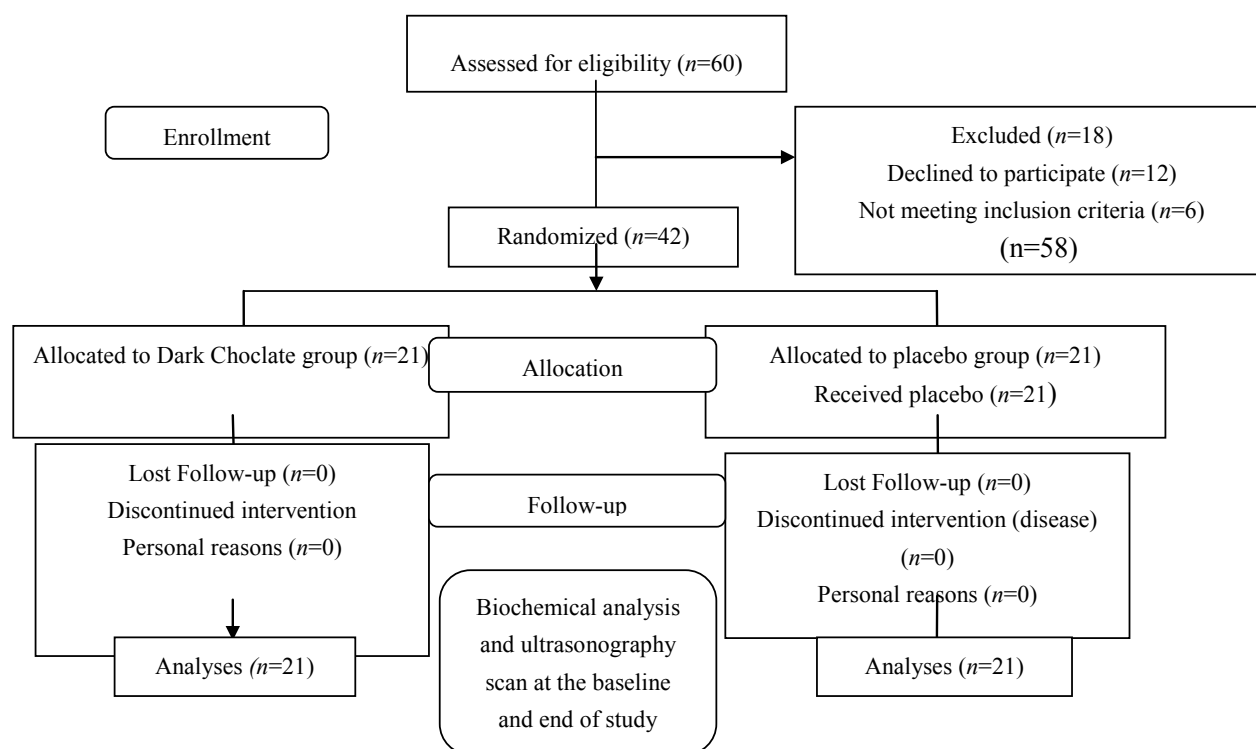 Assessed for eligibility (n=60)
Enrollment
Excluded (n=18)
Declined to participate (n=12)
Not meeting inclusion criteria (n=6)
(n=58)
Randomized (n=42)
Allocated to Dark Choclate group (n=21)
Allocation
Allocated to placebo group (n=21)
Received placebo (n=21)
Lost Follow-up (n=0)
Discontinued intervention
Personal reasons (n=0)
Follow-up
Lost Follow-up (n=0)
Discontinued intervention (disease)
(n=0)
Personal reasons (n=0)
Biochemical analysis
and ultrasonography
scan at the baseline
and end of study
Analyses (n=21)
Analyses (n=21)